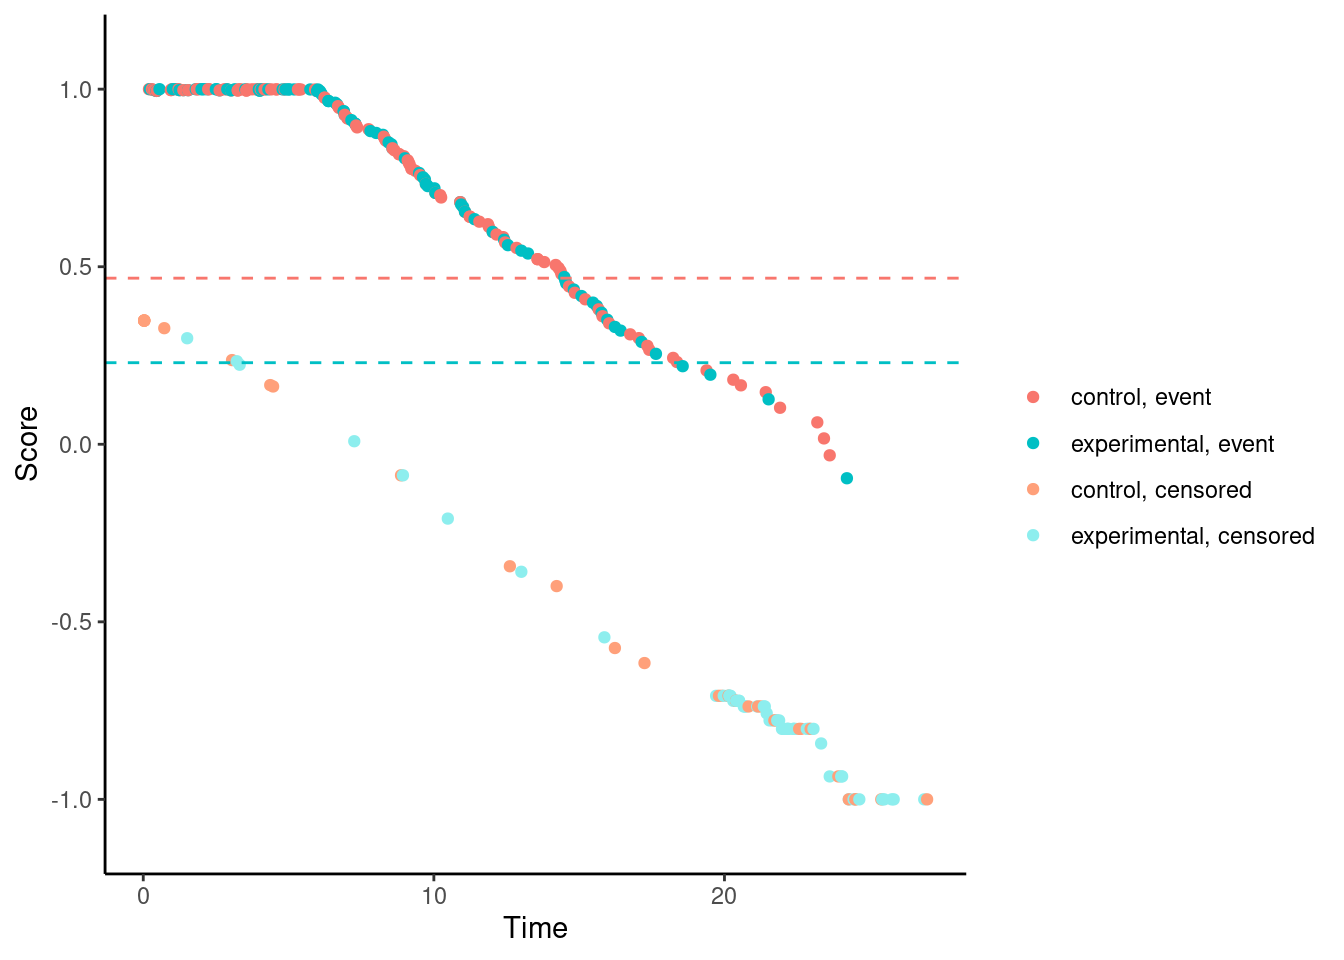 1.0
0.5
0.0
-0.5
-1.0
Score
0
10
20
Time
control, event
experimental, event
control, censored
experimental, censored